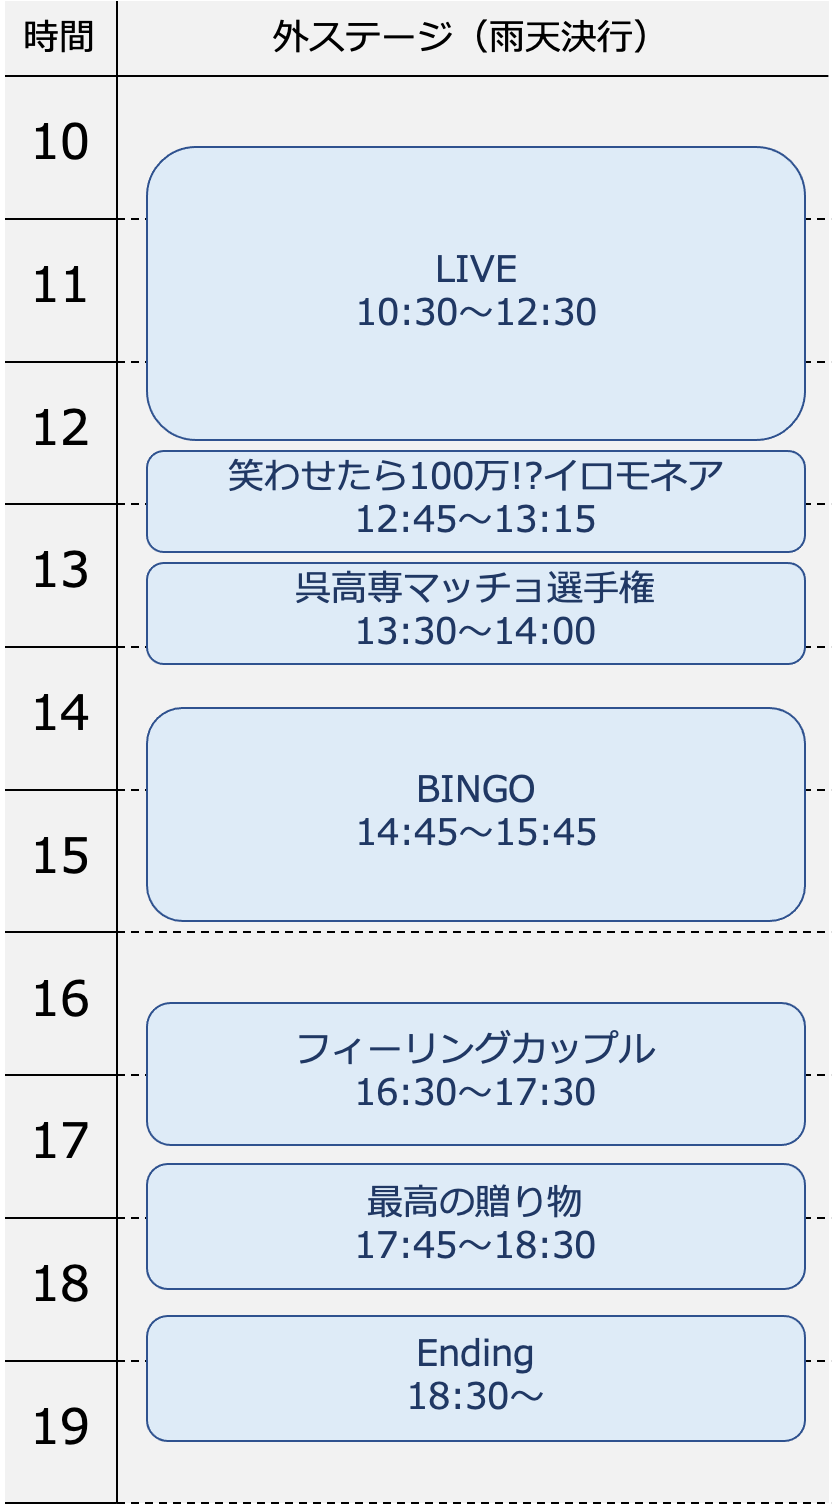 時間 外ステージ（雨天決行）
10
LIVE
10:30～12:30
11
12
笑わせたら100万!?イロモネア
12:45～13:15
13
呉高専マッチョ選手権
13:30～14:00
14
BINGO
14:45～15:45
15
16
フィーリングカップル
16:30～17:30
17
最高の贈り物
17:45～18:30
18
Ending
18:30～
19